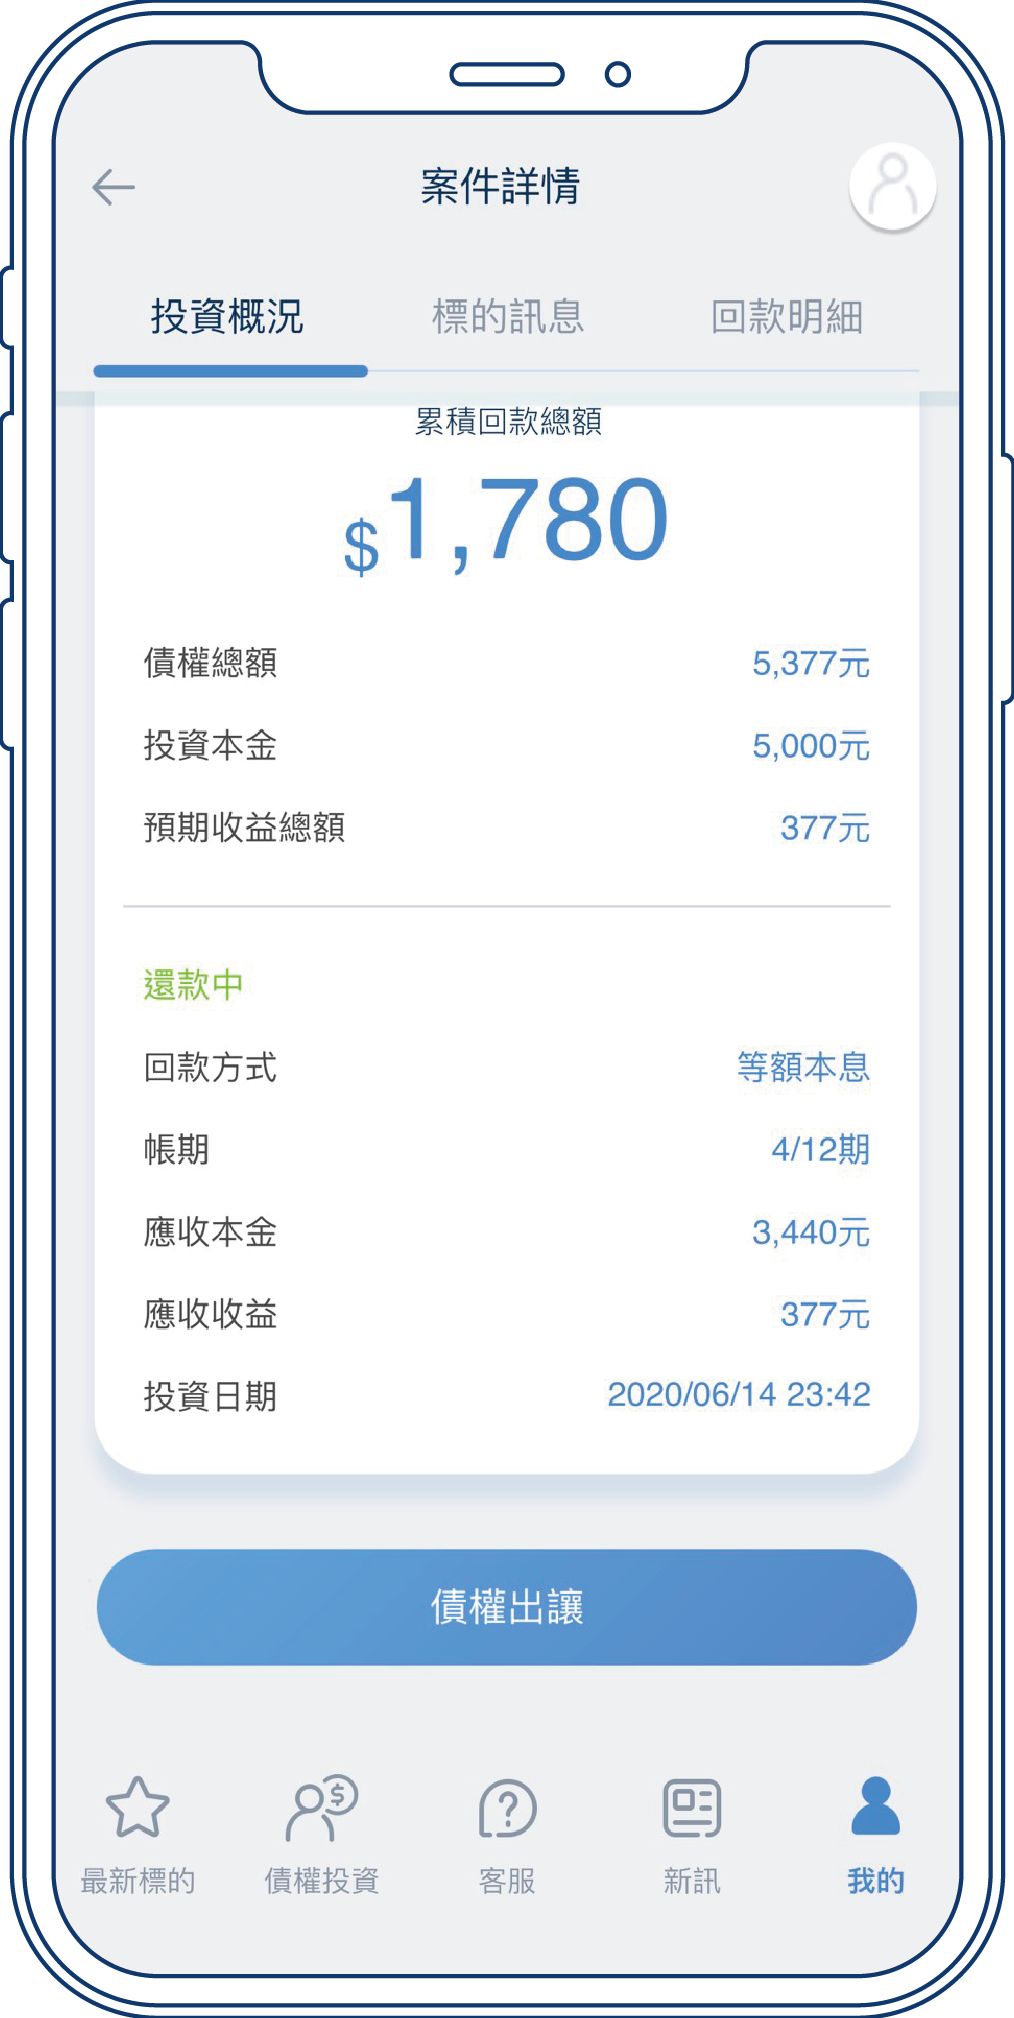 案件詳情
投資概況 標的訊息 回款明細
累積回款總額
$1,780
債權總額 5,377元
投資本金 5,000元
預期收益總額 377元
還款中
回款方式 等額本息
帳期 4/12期
應收本金 3,440元
應收收益 377元
投資日期 2020/06/14 23:42
債權出讓
最新標的 債權投資 客服 新訊 我的